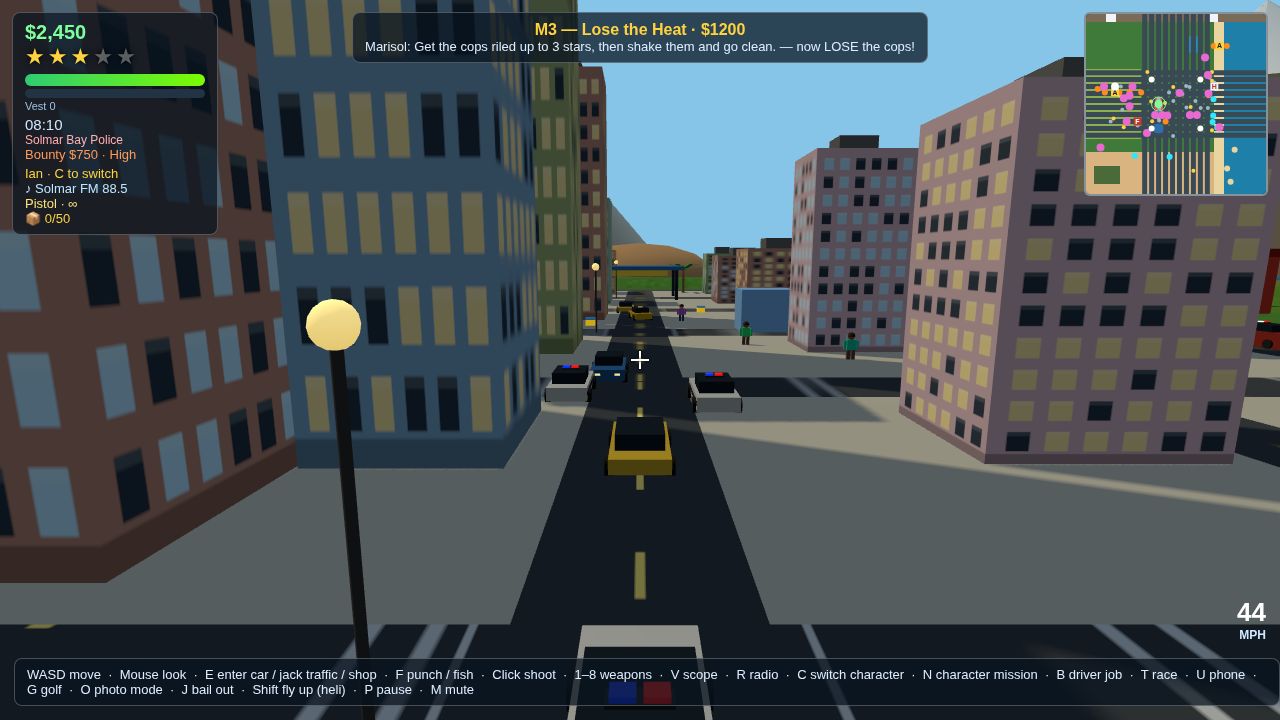 $2,450
★★★★★
Vest 0
08:10
Solmar Bay Police
Bounty $750 · High
Ian · C to switch
♪ Solmar FM 88.5
Pistol · ∞
📦 0/50
M3 — Lose the Heat · $1200
Marisol: Get the cops riled up to 3 stars, then shake them and go clean. — now LOSE the cops!
A
A
H
F
44
MPH
WASD move · Mouse look · E enter car / jack traffic / shop · F punch / fish · Click shoot · 1–8 weapons · V scope · R radio · C switch character · N character mission · B driver job · T race · U phone ·
G golf · O photo mode · J bail out · Shift fly up (heli) · P pause · M mute